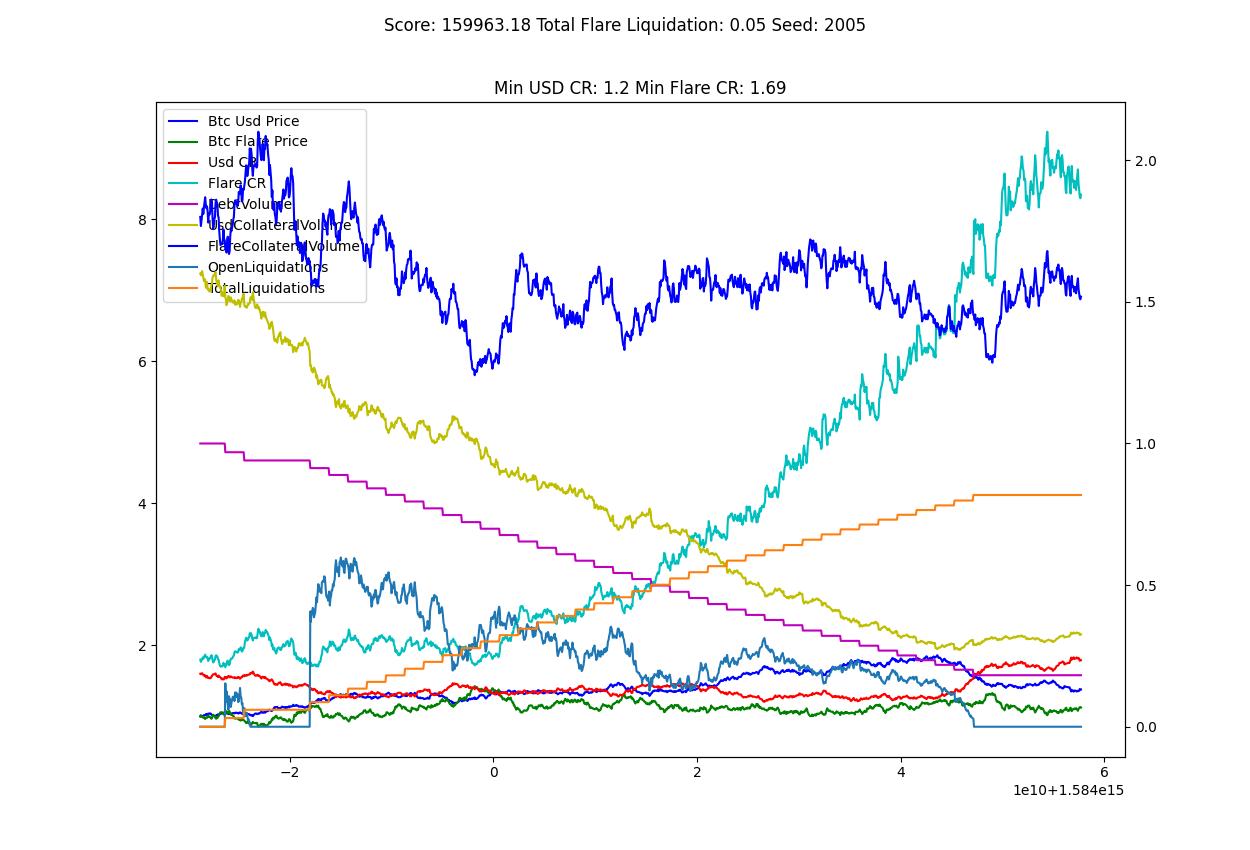 Score: 159963.18 Total Flare Liquidation: 0.05 Seed: 2005
Min USD CR: 1.2 Min Flare CR: 1.69
Btc Usd Price
Btc Flare Price
Usd CR
Flare CR
DebtVolume
UsdCollateralVolume
FlareCollateralVolume
OpenLiquidations
TotalLiquidations
8
6
4
2
2.0
1.5
1.0
0.5
0.0
−2
0
2
4
6
1e10+1.584e15